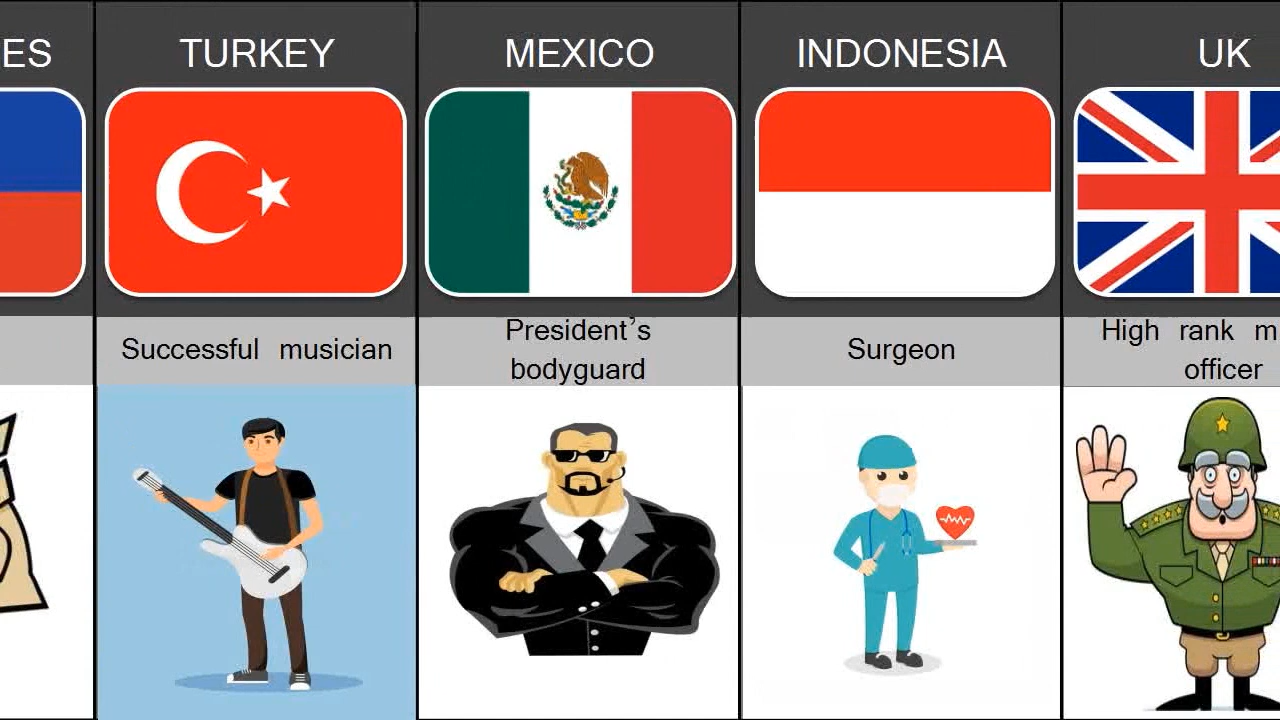 ES
TURKEY
MEXICO
INDONESIA
UK
Successful musician
President's
bodyguard
Surgeon
High rank m
officer